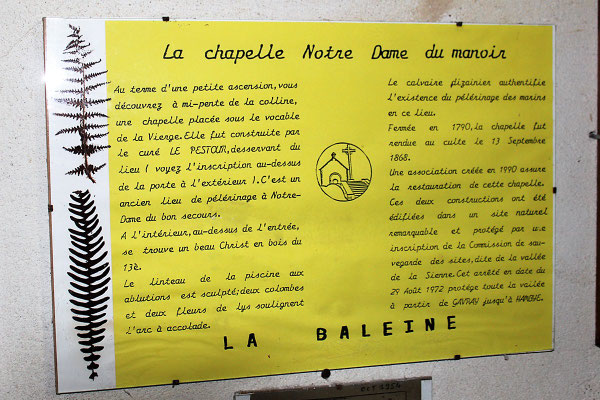 La chapelle Notre Dame du manoir
Au terme d'une petite ascension,vous
découvrez à mi-pente de la colline,
une chapelle placée sous le vocable
de la Vierge.Elle fut construite par
le curé LE PESTOUR,desservant du
lieu ( voyez l'inscription au-dessus
de la porte à l'extérieur ).C'est un
ancien lieu de pélérinage à Notre-
Dame du bon secours.
A l'intérieur,au-dessus de l'entrée,
se trouve un beau Christ en bois du
13è.
Le linteau de la piscine aux
ablutions est sculpté;deux colombes
et deux fleurs de lys soulignent
l'arc à accolade.
Le calvaire dizainier authentifie
l'existence du pélérinage des marins
en ce lieu.
Fermée en 1790,la chapelle fut
rendue au culte le 13 Septembre
1868.
Une association créée en 1990 assure
la restauration de cette chapelle.
Ces deux constructions ont été
édifiées dans un site naturel
remarquable et protégé par une
inscription de la Commission de sau-
vegarde des sites,dite de la vallée
de la Sienne.Cet arrêté en date du
29 Août 1972 protège toute la vallée
à partir de GAVRAY jusqu'à HAMBYE.
LA BALEINE